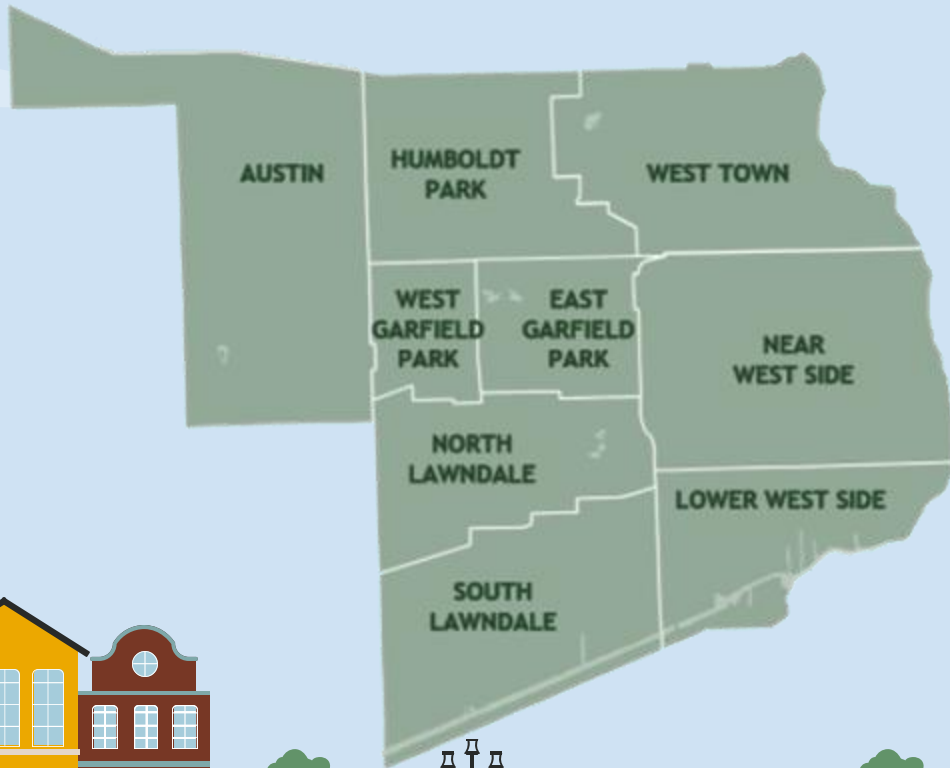 AUSTIN
HUMBOLDT
PARK
WEST TOWN
WEST
GARFIELD
PARK
EAST
GARFIELD
PARK
NEAR
WEST SIDE
NORTH
LAWNDALE
LOWER WEST SIDE
SOUTH
LAWNDALE